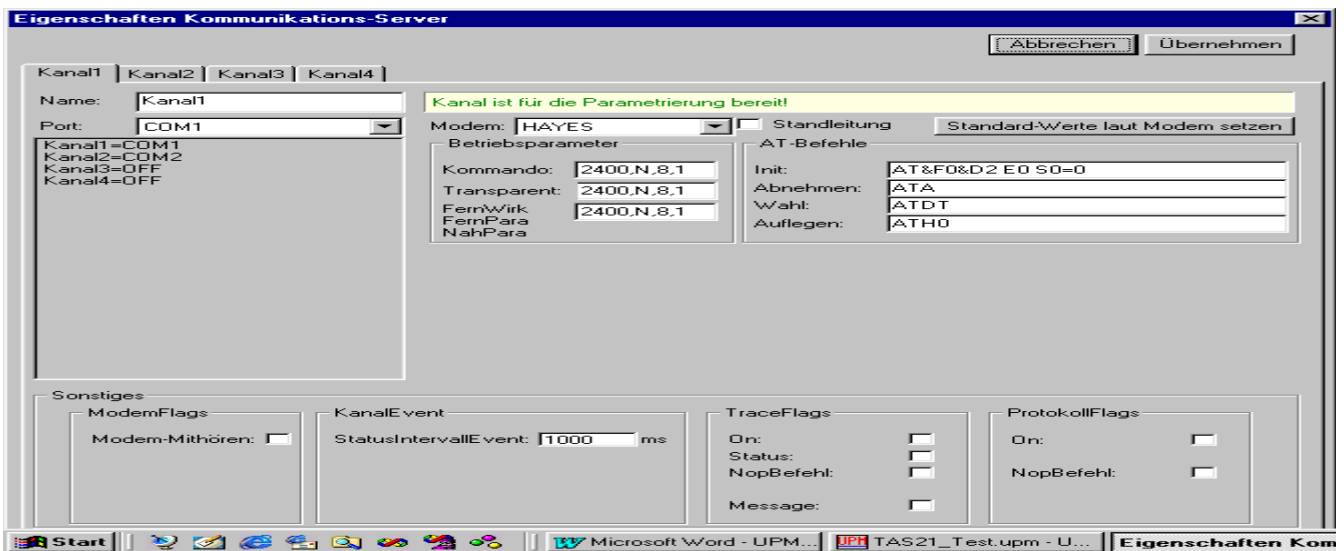 Eigenschaften Kommunikations-Server
Abbrechen Übernehmen
Kanal1 Kanal2 Kanal3 Kanal4
Name: Kanal1 Kanal ist für die Parametrierung bereit!
Port: COM1 Modem: HAYES Standleitung Standard-Werte laut Modem setzen
Kanal1=COM1
Kanal2=COM2
Kanal3=OFF
Kanal4=OFF
Betriebsparameter
Kommando: 2400,N,8,1
Transparent: 2400,N,8,1
FernWirk 2400,N,8,1
FernPara
NahPara
AT-Befehle
Init: AT&F0&D2 E0 S0=0
Abnehmen: ATA
Wahl: ATDT
Auflegen: ATH0
Sonstiges
ModemFlags
Modem-Mithören:
KanalEvent
StatusIntervallEvent: 1000 ms
TraceFlags
On:
Status:
NopBefehl:
Message:
ProtokollFlags
On:
NopBefehl:
Start Microsoft Word - UPM... UPM TAS21_Test.upm - U... Eigenschaften Kom